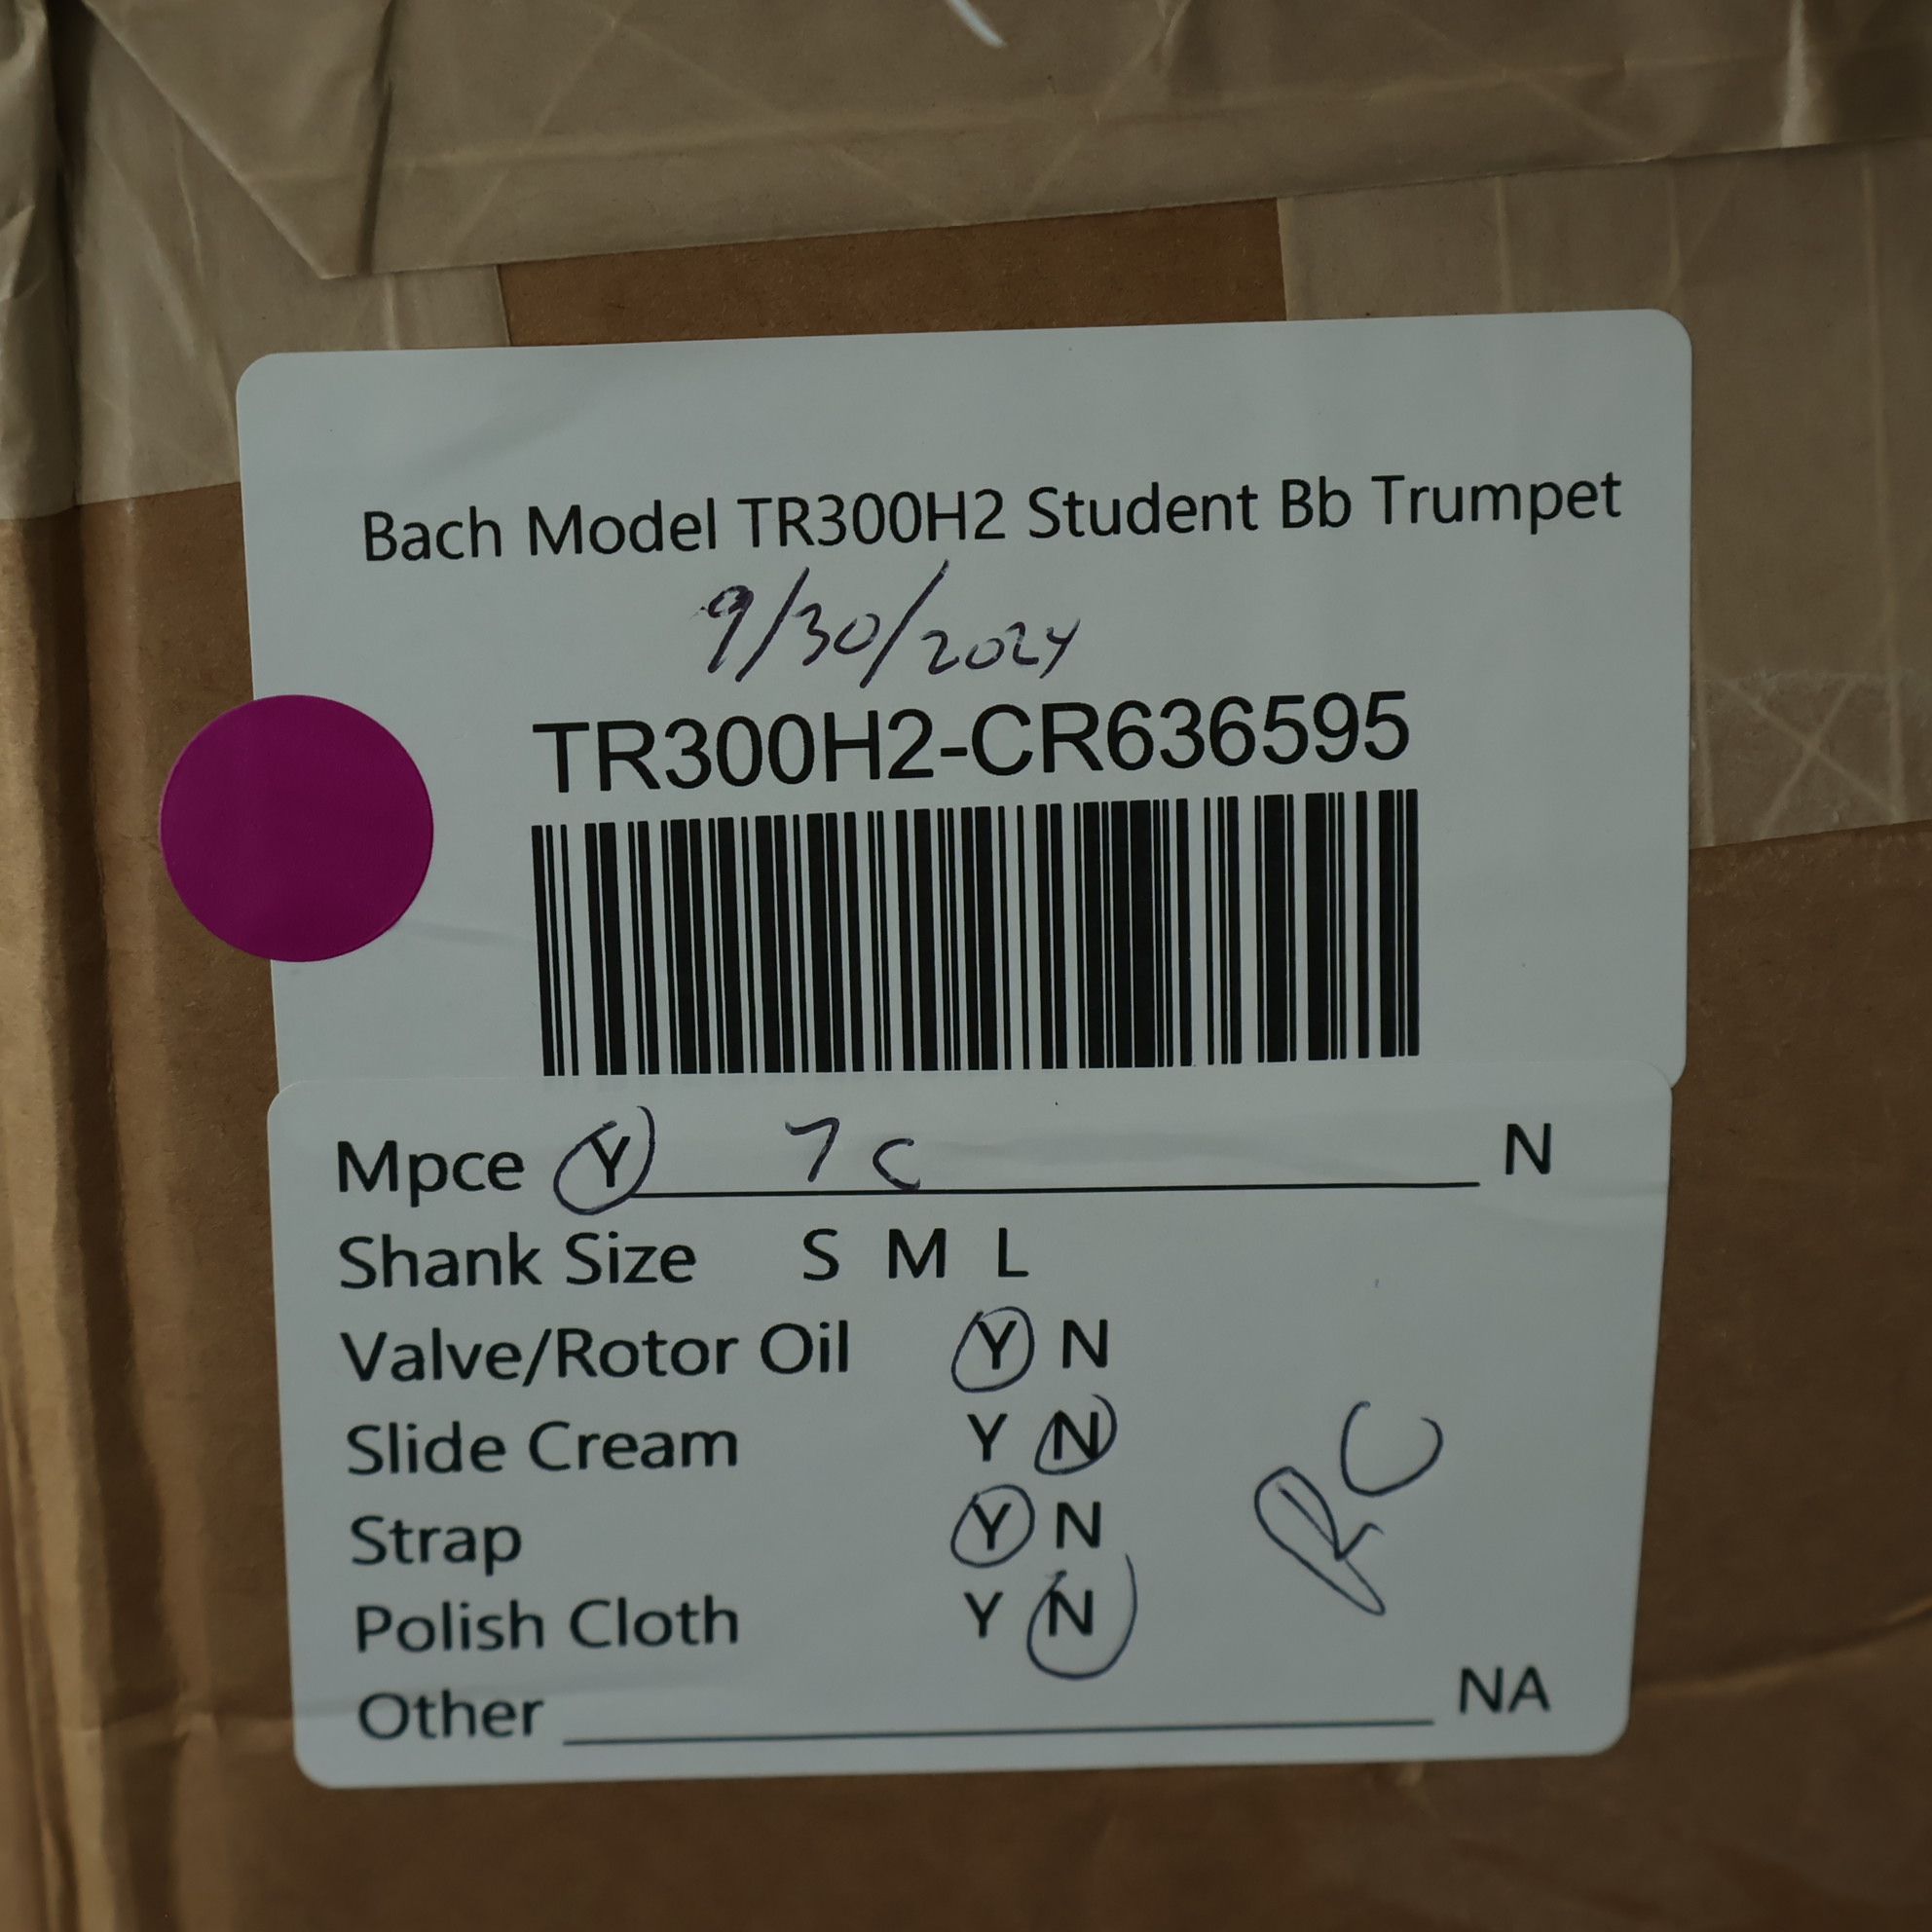 Bach Model TR300H2 Student Bb Trumpet
9/30/2024
TR300H2-CR636595
Mpce Y 7C N
Shank Size S M L
Valve/Rotor Oil Y N
Slide Cream Y N
Strap Y N
Polish Cloth Y N
RC
Other NA